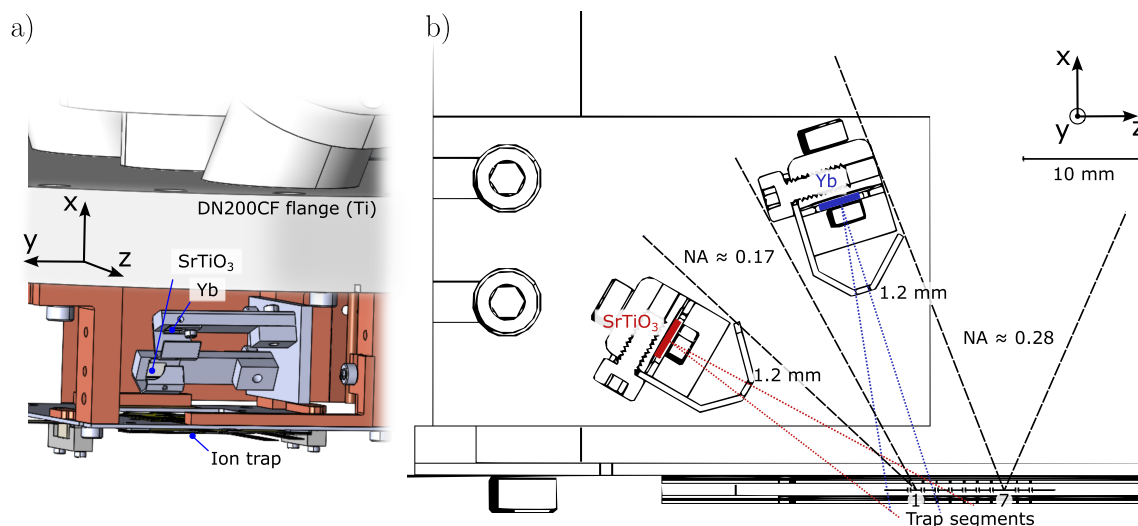 a)
DN200CF flange (Ti)
x
y
z
SrTiO3
Yb
Ion trap
b)
x
y
z
10 mm
Yb
NA ≈ 0.17
1.2 mm
SrTiO3
NA ≈ 0.28
1.2 mm
1
7
Trap segments